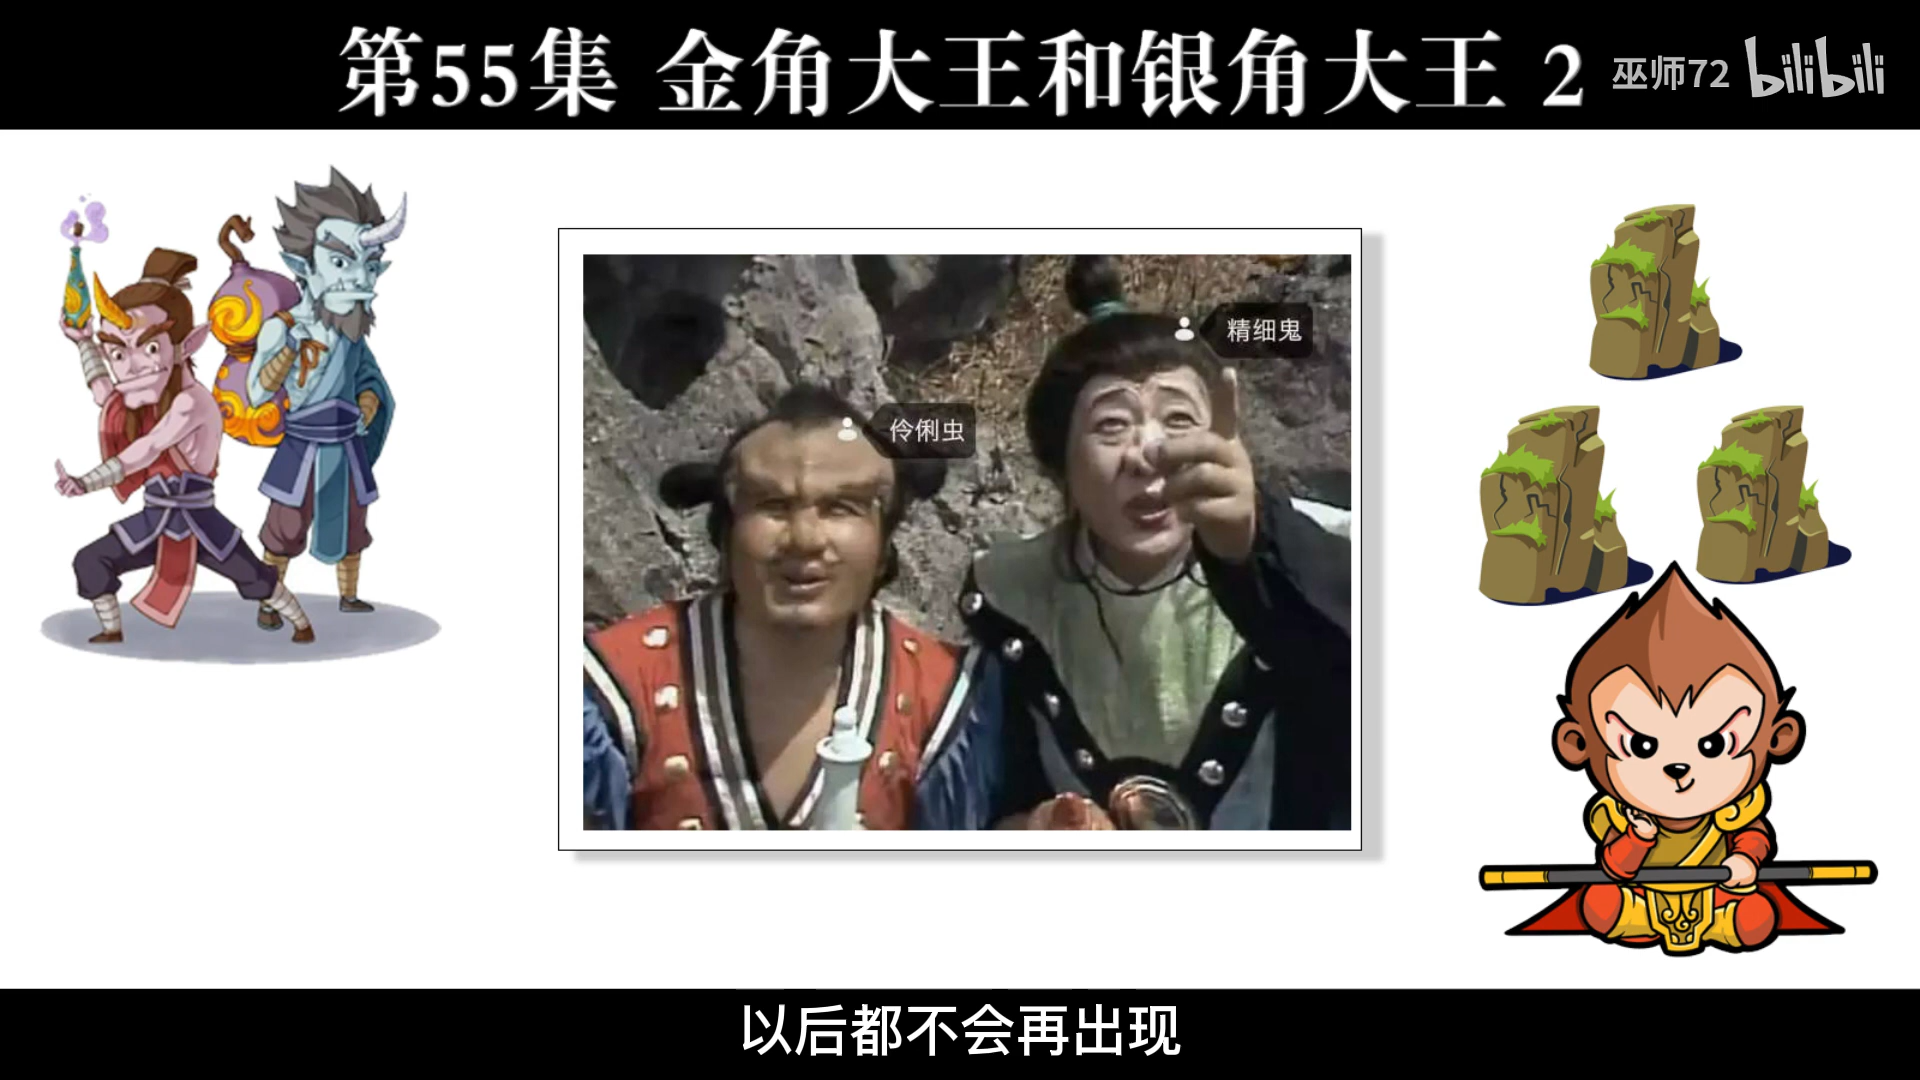 第55集 金角大王和银角大王 2
巫师72 bilibili
精细鬼
伶俐虫
以后都不会再出现